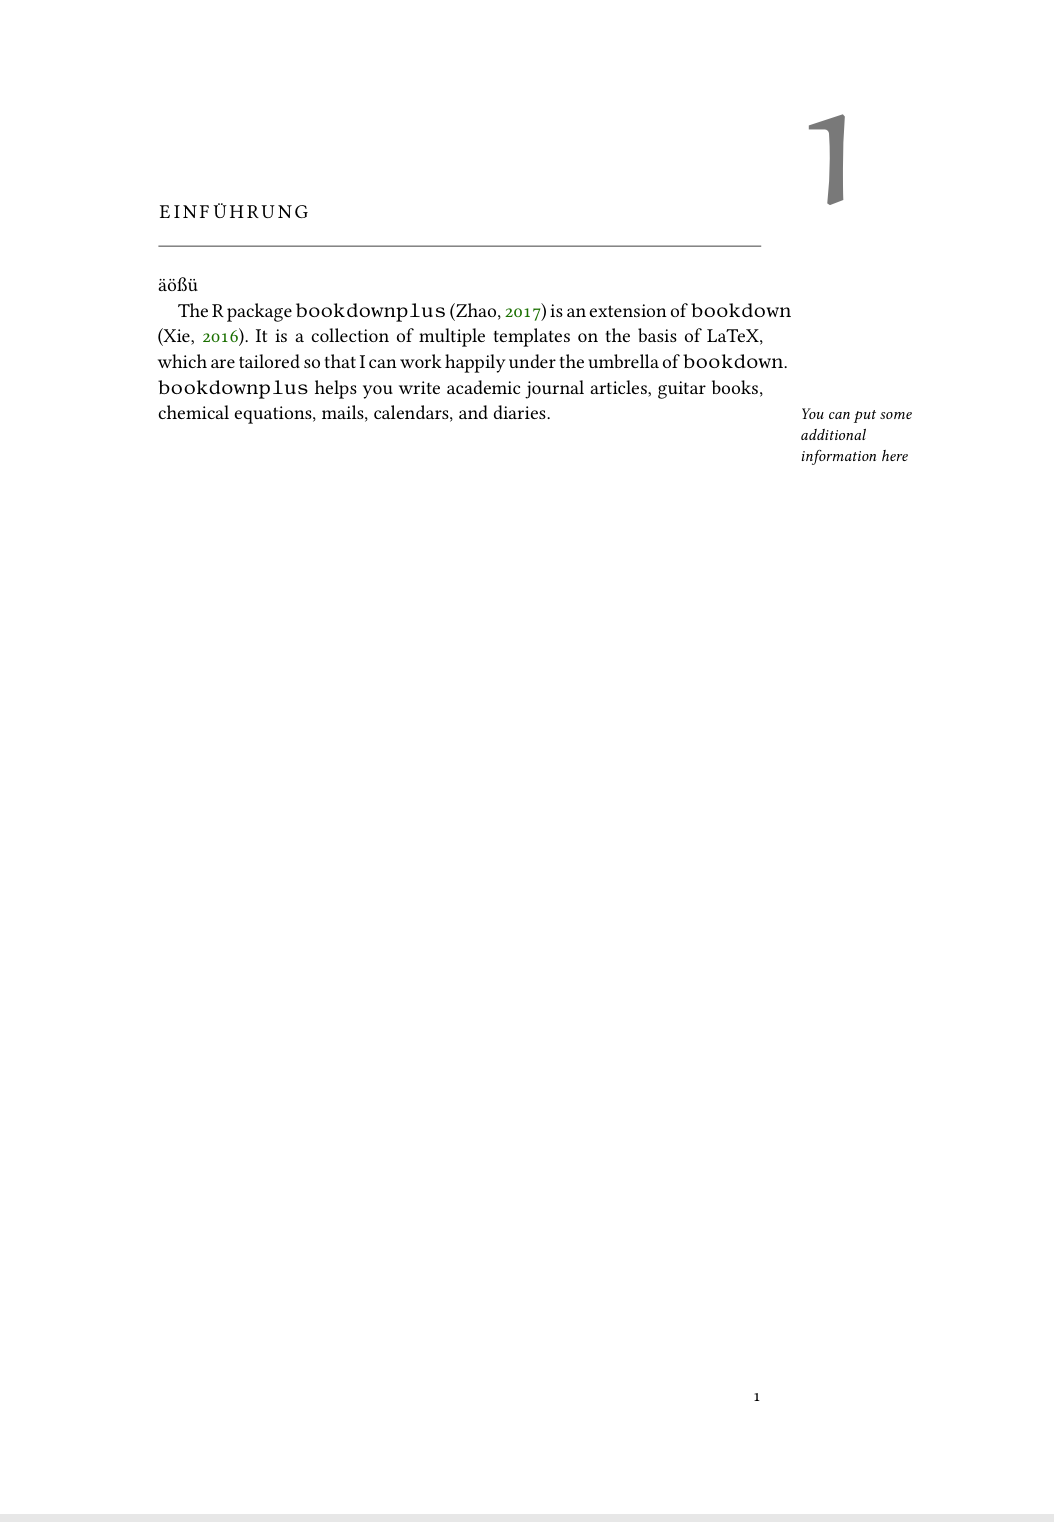 1
EINFÜHRUNG
äößü
The R package bookdownplus (Zhao, 2017) is an extension of bookdown
(Xie, 2016). It is a collection of multiple templates on the basis of LaTeX,
which are tailored so that I can work happily under the umbrella of bookdown.
bookdownplus helps you write academic journal articles, guitar books,
chemical equations, mails, calendars, and diaries.
You can put some
additional
information here
1